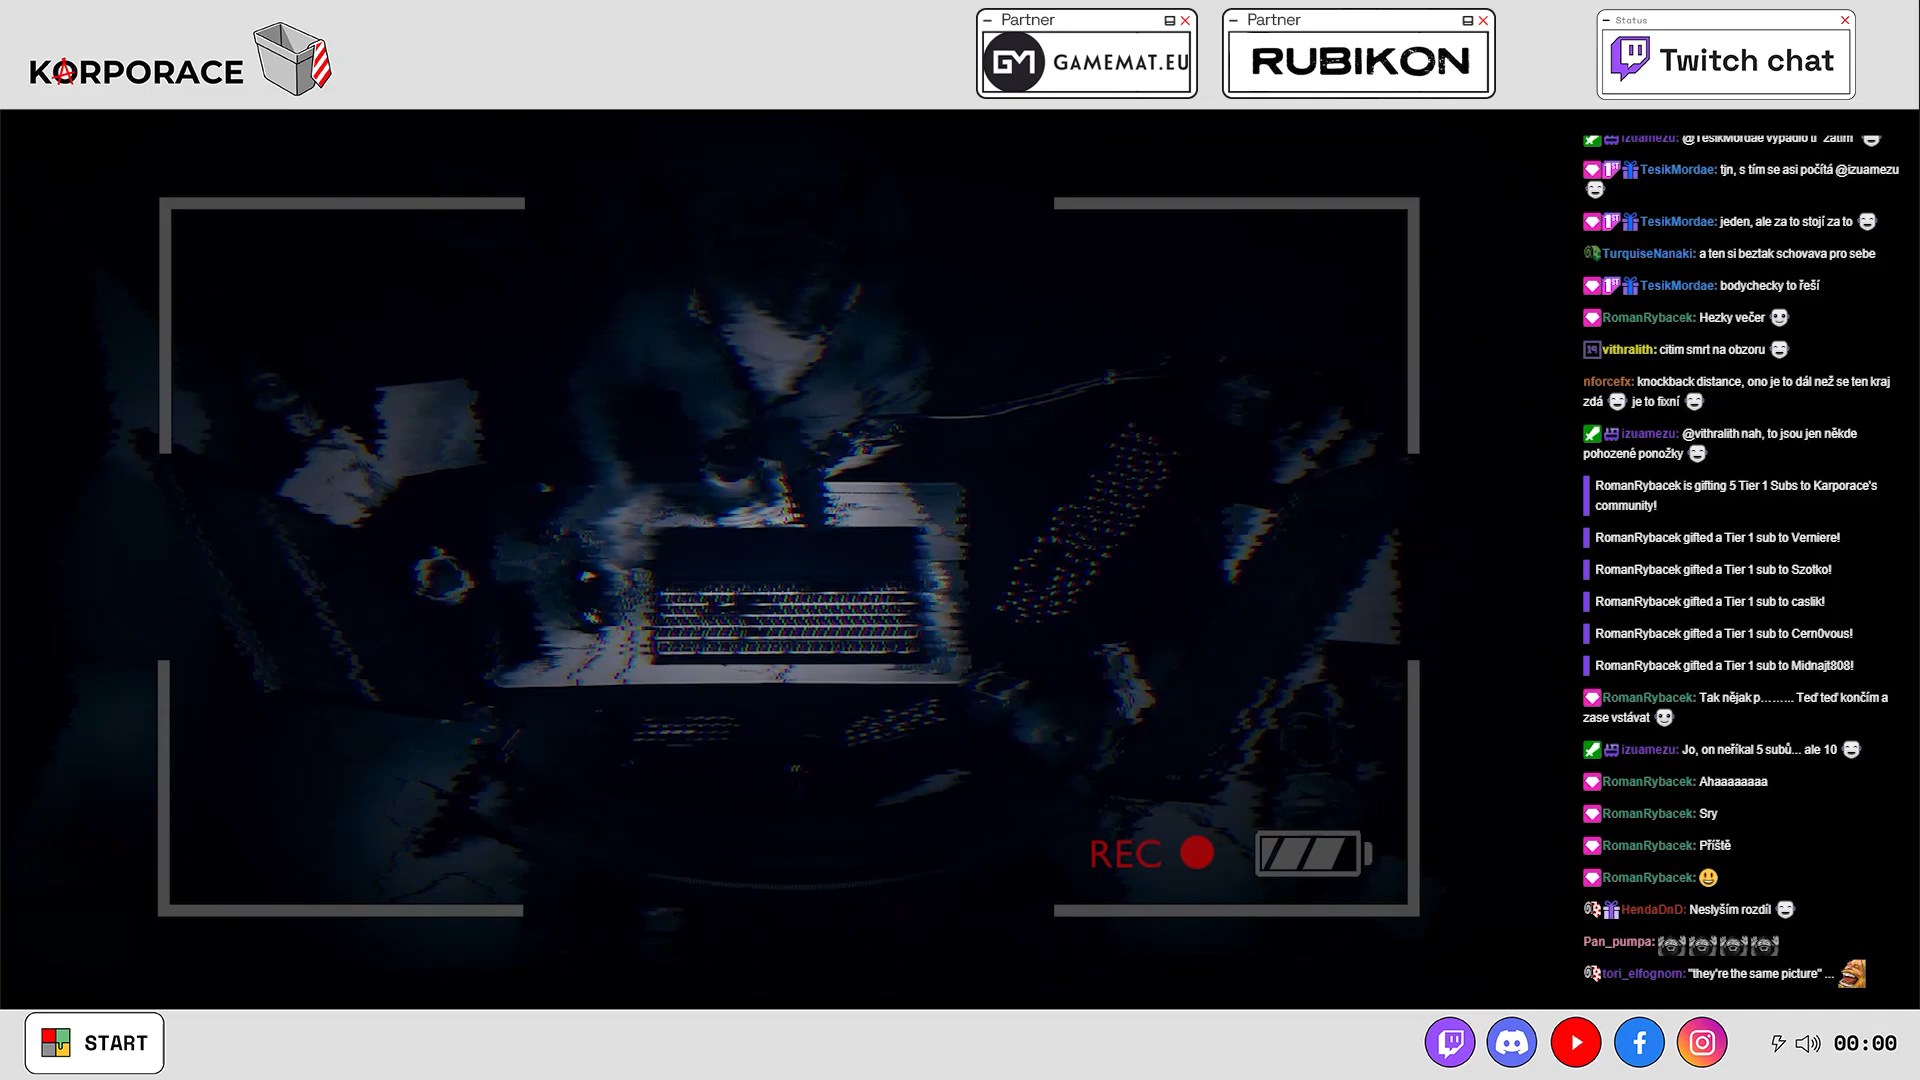 KARPORACE
Partner
GM GAMEMAT.EU
Partner
RUBIKON
Status
Twitch chat
izuamezu: @TesikMordae vypadlo ti zatím
TesikMordae: tjn, s tím se asi počítá @izuamezu
TesikMordae: jeden, ale za to stojí za to
TurquiseNanaki: a ten si beztak schovava pro sebe
TesikMordae: bodychecky to řeší
RomanRybacek: Hezky večer
vithralith: citim smrt na obzoru
nforcefx: knockback distance, ono je to dál než se ten kraj
zdá je to fixní
izuamezu: @vithralith nah, to jsou jen někde
pohozené ponožky
RomanRybacek is gifting 5 Tier 1 Subs to Karporace's
community!
RomanRybacek gifted a Tier 1 sub to Verniere!
RomanRybacek gifted a Tier 1 sub to Szotko!
RomanRybacek gifted a Tier 1 sub to caslik!
RomanRybacek gifted a Tier 1 sub to Cern0vous!
RomanRybacek gifted a Tier 1 sub to Midnajt808!
RomanRybacek: Tak nějak p......... Teď teď končím a
zase vstávat
izuamezu: Jo, on neříkal 5 subů... ale 10
RomanRybacek: Ahaaaaaaaa
RomanRybacek: Sry
RomanRybacek: Příště
RomanRybacek: 😃
HendaDnD: Neslyším rozdíl
Pan_pumpa:
tori_elfognom: "they're the same picture" ...
REC
START
00:00